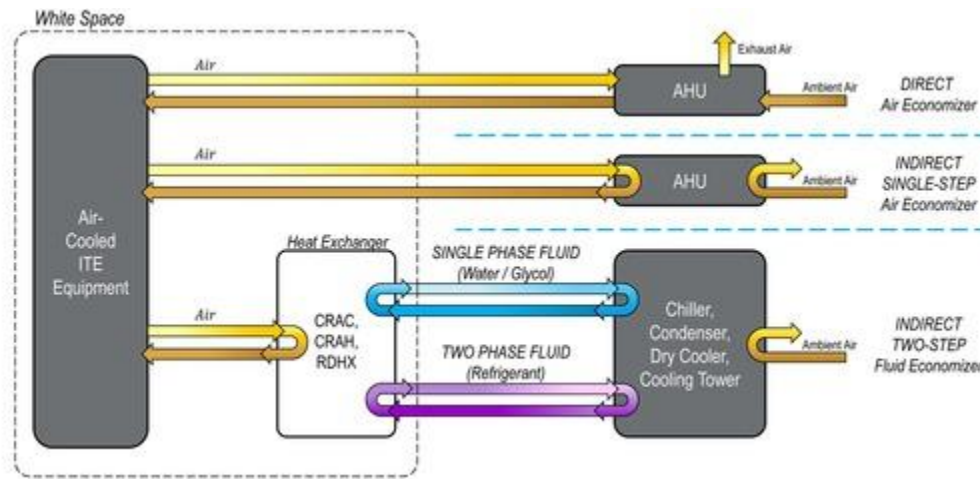 White Space
Air
Exhaust Air
AHU
Ambient Air
DIRECT
Air Economizer
Air
AHU
Ambient Air
INDIRECT
SINGLE-STEP
Air Economizer
Air-
Cooled
ITE
Equipment
Heat Exchanger
Air
CRAC,
CRAH,
RDHX
SINGLE PHASE FLUID
(Water / Glycol)
TWO PHASE FLUID
(Refrigerant)
Chiller,
Condenser,
Dry Cooler,
Cooling Tower
Ambient Air
INDIRECT
TWO-STEP
Fluid Economizer